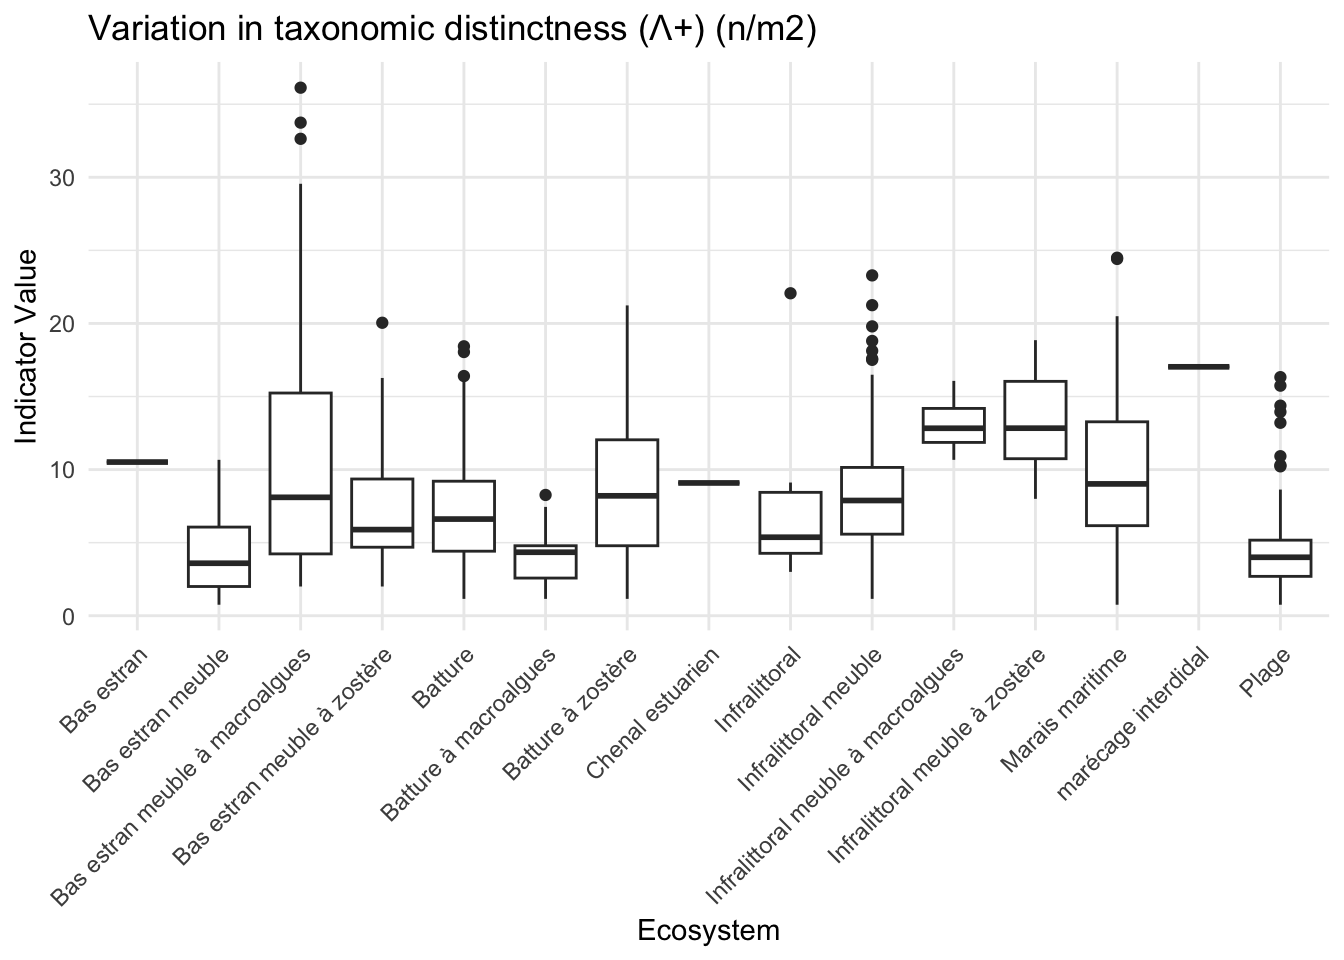 Variation in taxonomic distinctness (Λ+) (n/m2)
Indicator Value
30
20
10
0
Bas estran
Bas estran meuble
Bas estran meuble à macroalgues
Bas estran meuble à zostère
Batture
Batture à macroalgues
Batture à zostère
Chenal estuarien
Infralittoral
Infralittoral meuble
Infralittoral meuble à macroalgues
Infralittoral meuble à zostère
Marais maritime
marécage interdidal
Plage
Ecosystem